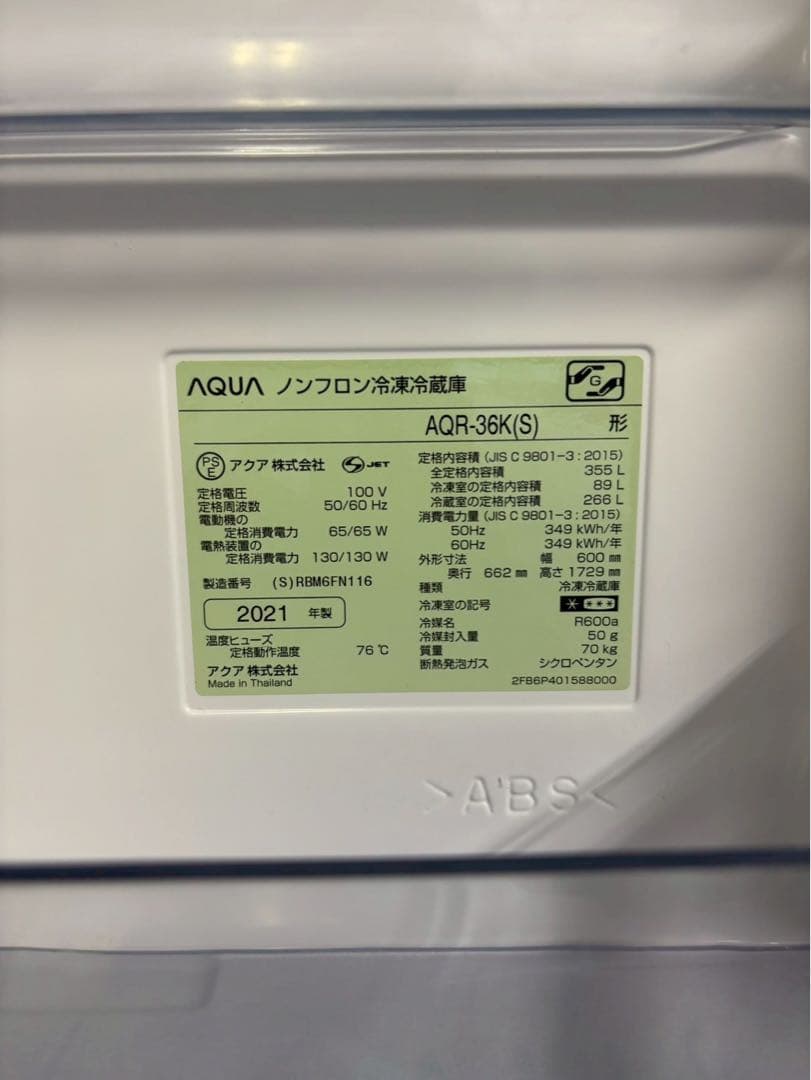 AQUA ノンフロン冷凍冷蔵庫
G
AQR-36K(S) 形
PS E アクア 株式会社 S JET
定格電圧 100 V
定格周波数 50/60 Hz
電動機の
定格消費電力 65/65 W
電熱装置の
定格消費電力 130/130 W
製造番号 (S)RBM6FN116
2021 年製
温度ヒューズ
定格動作温度 76 ℃
アクア 株式会社
Made in Thailand
定格内容積 (JIS C 9801-3:2015)
全定格内容積 355 L
冷凍室の定格内容積 89 L
冷蔵室の定格内容積 266 L
消費電力量 (JIS C 9801-3:2015)
50Hz 349 kWh/年
60Hz 349 kWh/年
外形寸法 幅 600 ㎜
奥行 662 ㎜ 高さ 1729 ㎜
種類 冷凍冷蔵庫
冷凍室の記号 * ***
冷媒名 R600a
冷媒封入量 50 g
質量 70 kg
断熱発泡ガス シクロペンタン
2FB6P401588000
>A'BS<